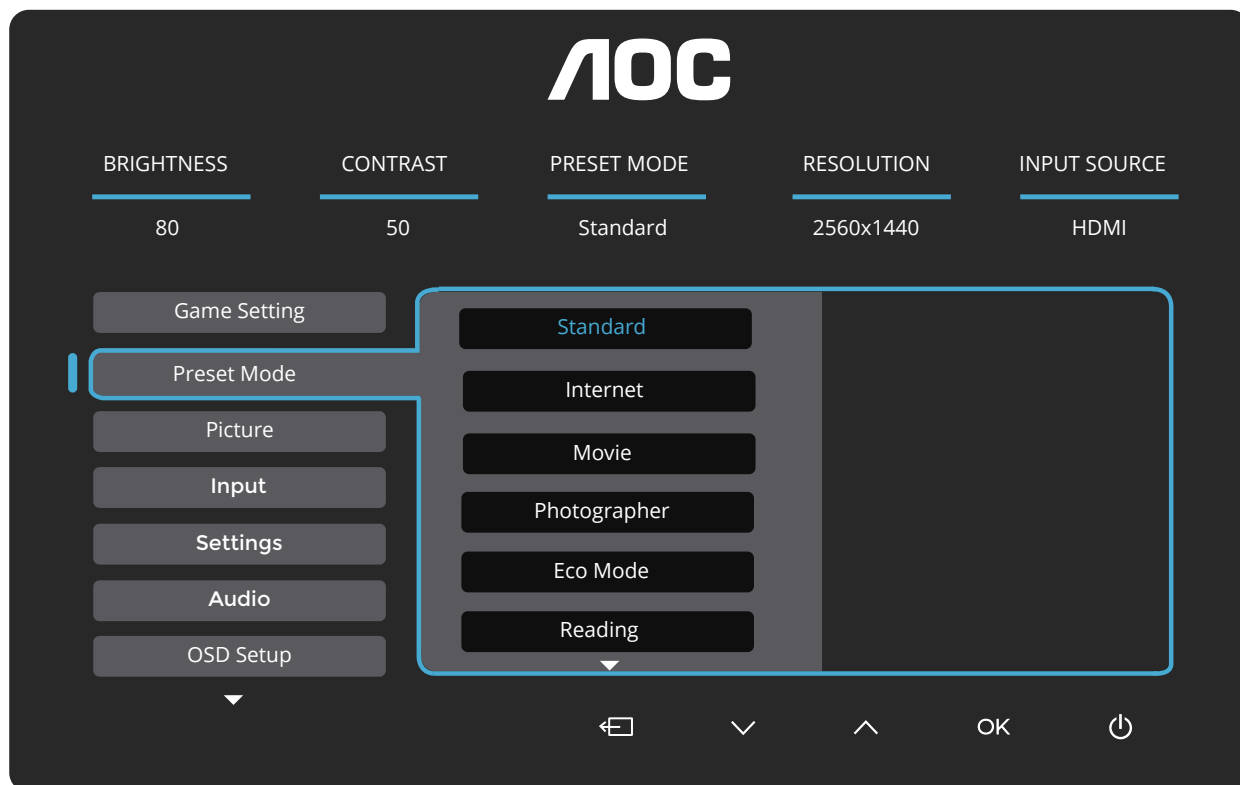 AOC
BRIGHTNESS CONTRAST PRESET MODE RESOLUTION INPUT SOURCE
80 50 Standard 2560x1440 HDMI
Game Setting
Preset Mode
Picture
Input
Settings
Audio
OSD Setup
Standard
Internet
Movie
Photographer
Eco Mode
Reading
OK